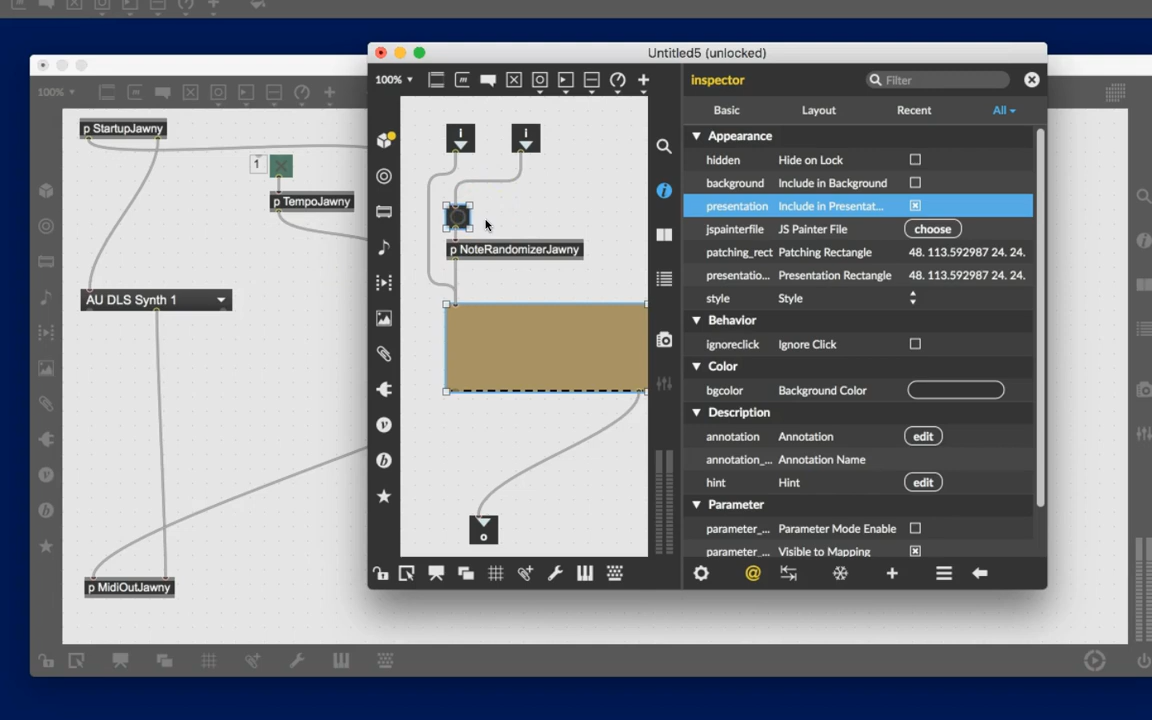 Untitled5 (unlocked)
100%
inspector
Filter
Basic
Layout
Recent
All
Appearance
hidden Hide on Lock
background Include in Background
presentation Include in Presentat...
jspainterfile JS Painter File choose
patching_rect Patching Rectangle 48. 113.592987 24. 24.
presentatio... Presentation Rectangle 48. 113.592987 24. 24.
style Style
Behavior
ignoreclick Ignore Click
Color
bgcolor Background Color
Description
annotation Annotation edit
annotation_... Annotation Name
hint Hint edit
Parameter
parameter_... Parameter Mode Enable
parameter_... Visible to Mapping
i
i
p NoteRandomizerJawny
o
100%
p StartupJawny
1
p TempoJawny
AU DLS Synth 1
p MidiOutJawny